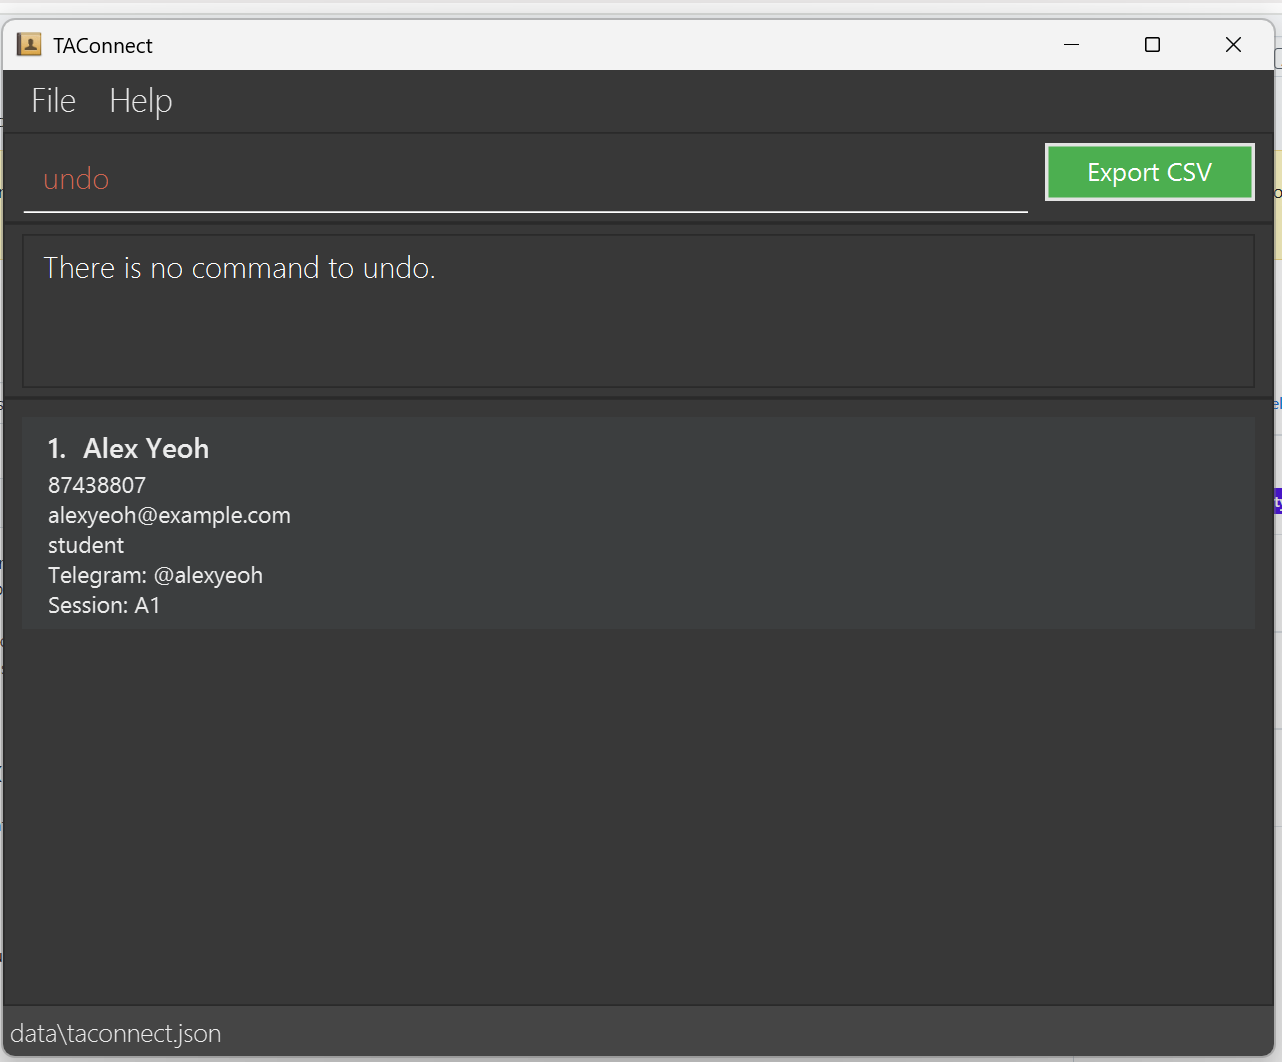 TAConnect
File Help
undo
Export CSV
There is no command to undo.
1. Alex Yeoh
87438807
alexyeoh@example.com
student
Telegram: @alexyeoh
Session: A1
data\taconnect.json